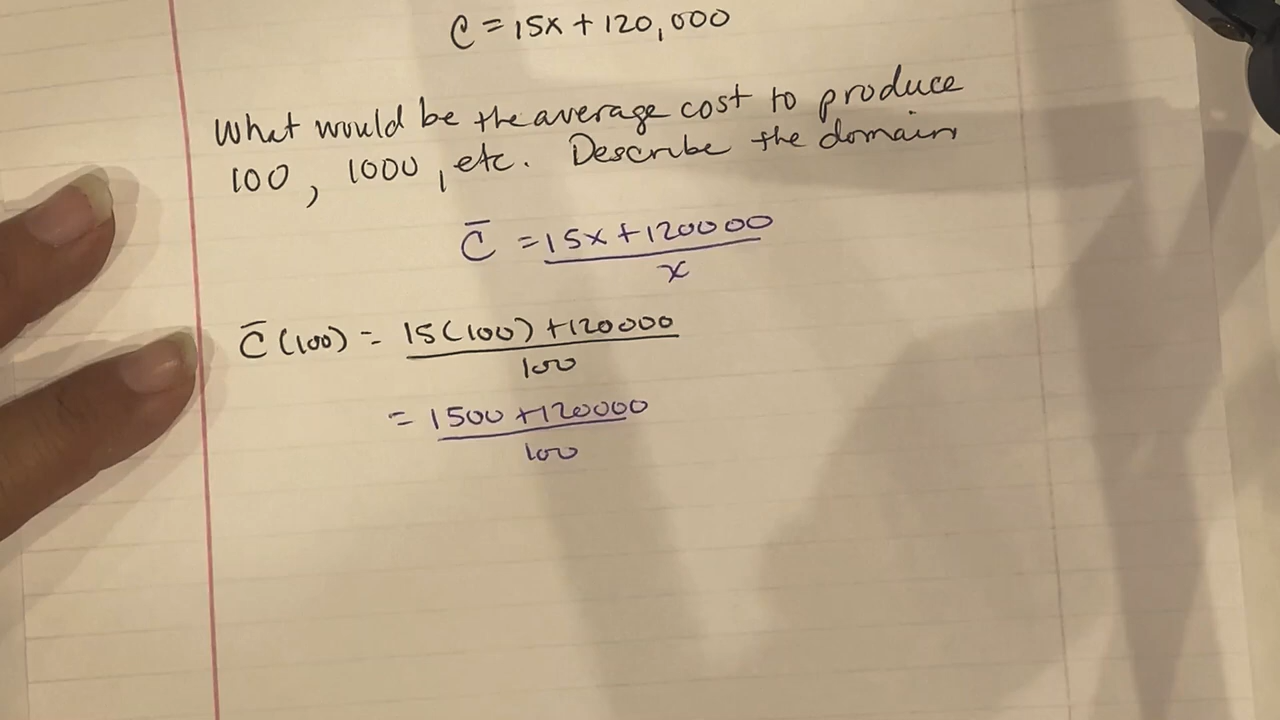 C = 15x + 120,000
What would be the average cost to produce
100, 1000, etc. Describe the domain
C̄ = 15x + 120000
x
C̄(100) = 15(100) + 120000
100
= 1500 + 120000
100